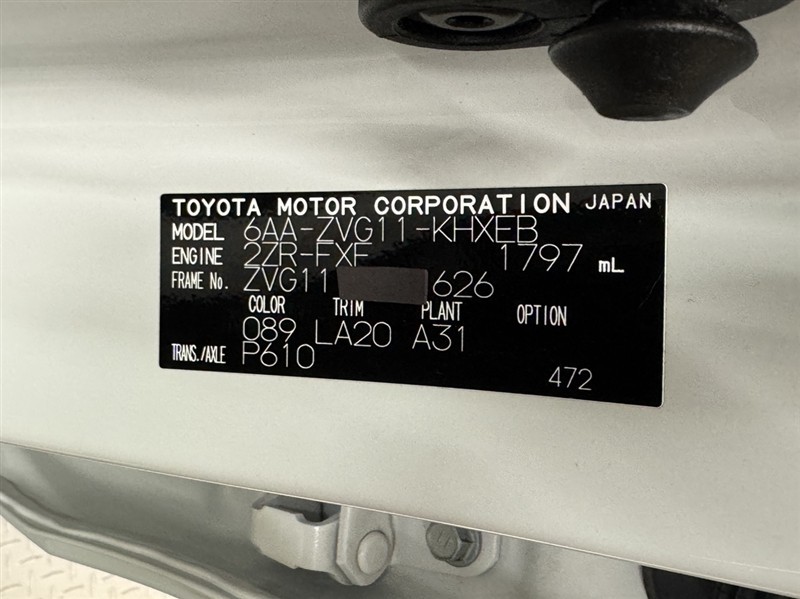 TOYOTA MOTOR CORPORATION JAPAN
MODEL 6AA-ZVG11-KHXEB
ENGINE 2ZR-FXE 1797 mL
FRAME No. ZVG11 626
COLOR TRIM PLANT OPTION
089 LA20 A31
TRANS./AXLE P610
472